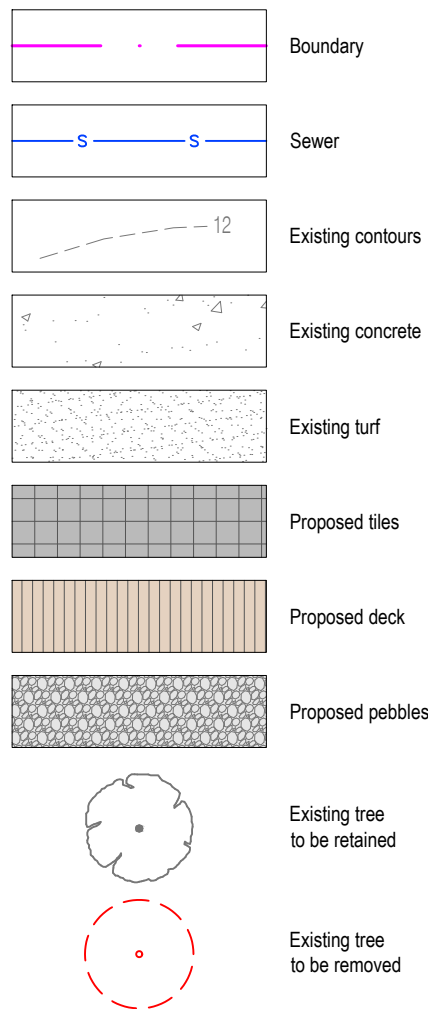 Boundary
S S Sewer
12
Existing contours
Existing concrete
Existing turf
Proposed tiles
Proposed deck
Proposed pebbles
Existing tree
to be retained
Existing tree
to be removed